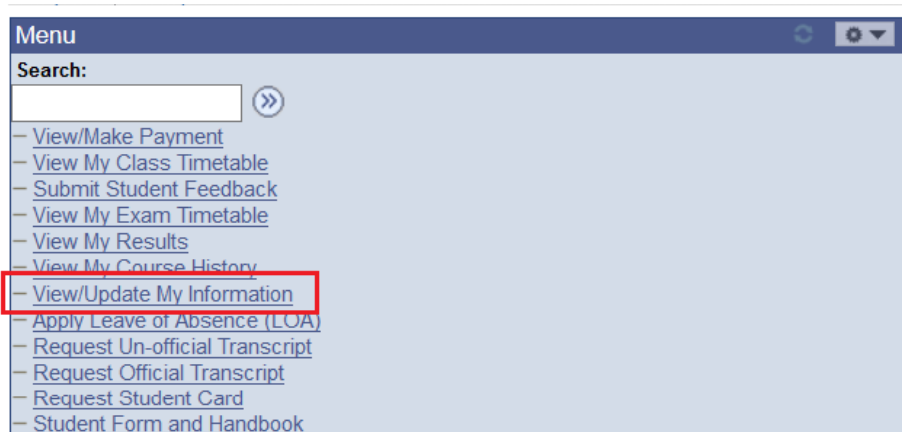 Menu
Search:
– View/Make Payment
– View My Class Timetable
– Submit Student Feedback
– View My Exam Timetable
– View My Results
– View My Course History
– View/Update My Information
– Apply Leave of Absence (LOA)
– Request Un-official Transcript
– Request Official Transcript
– Request Student Card
– Student Form and Handbook